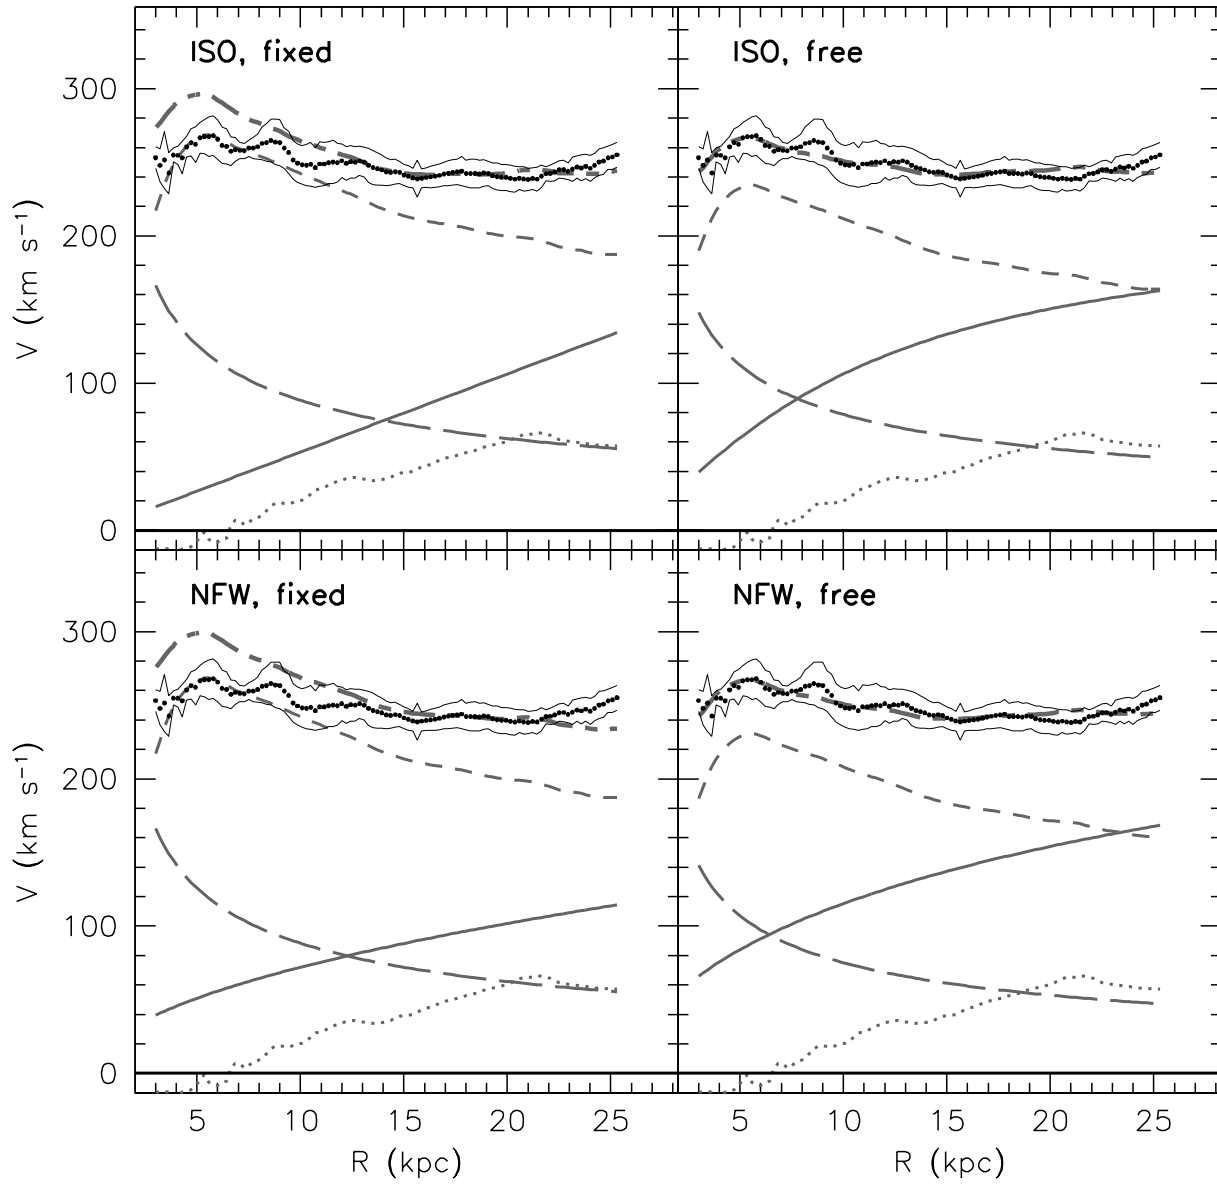 ISO, fixed
ISO, free
300
200
100
0
V (km s⁻¹)
NFW, fixed
NFW, free
300
200
100
0
V (km s⁻¹)
5 10 15 20 25
5 10 15 20 25
R (kpc)
R (kpc)